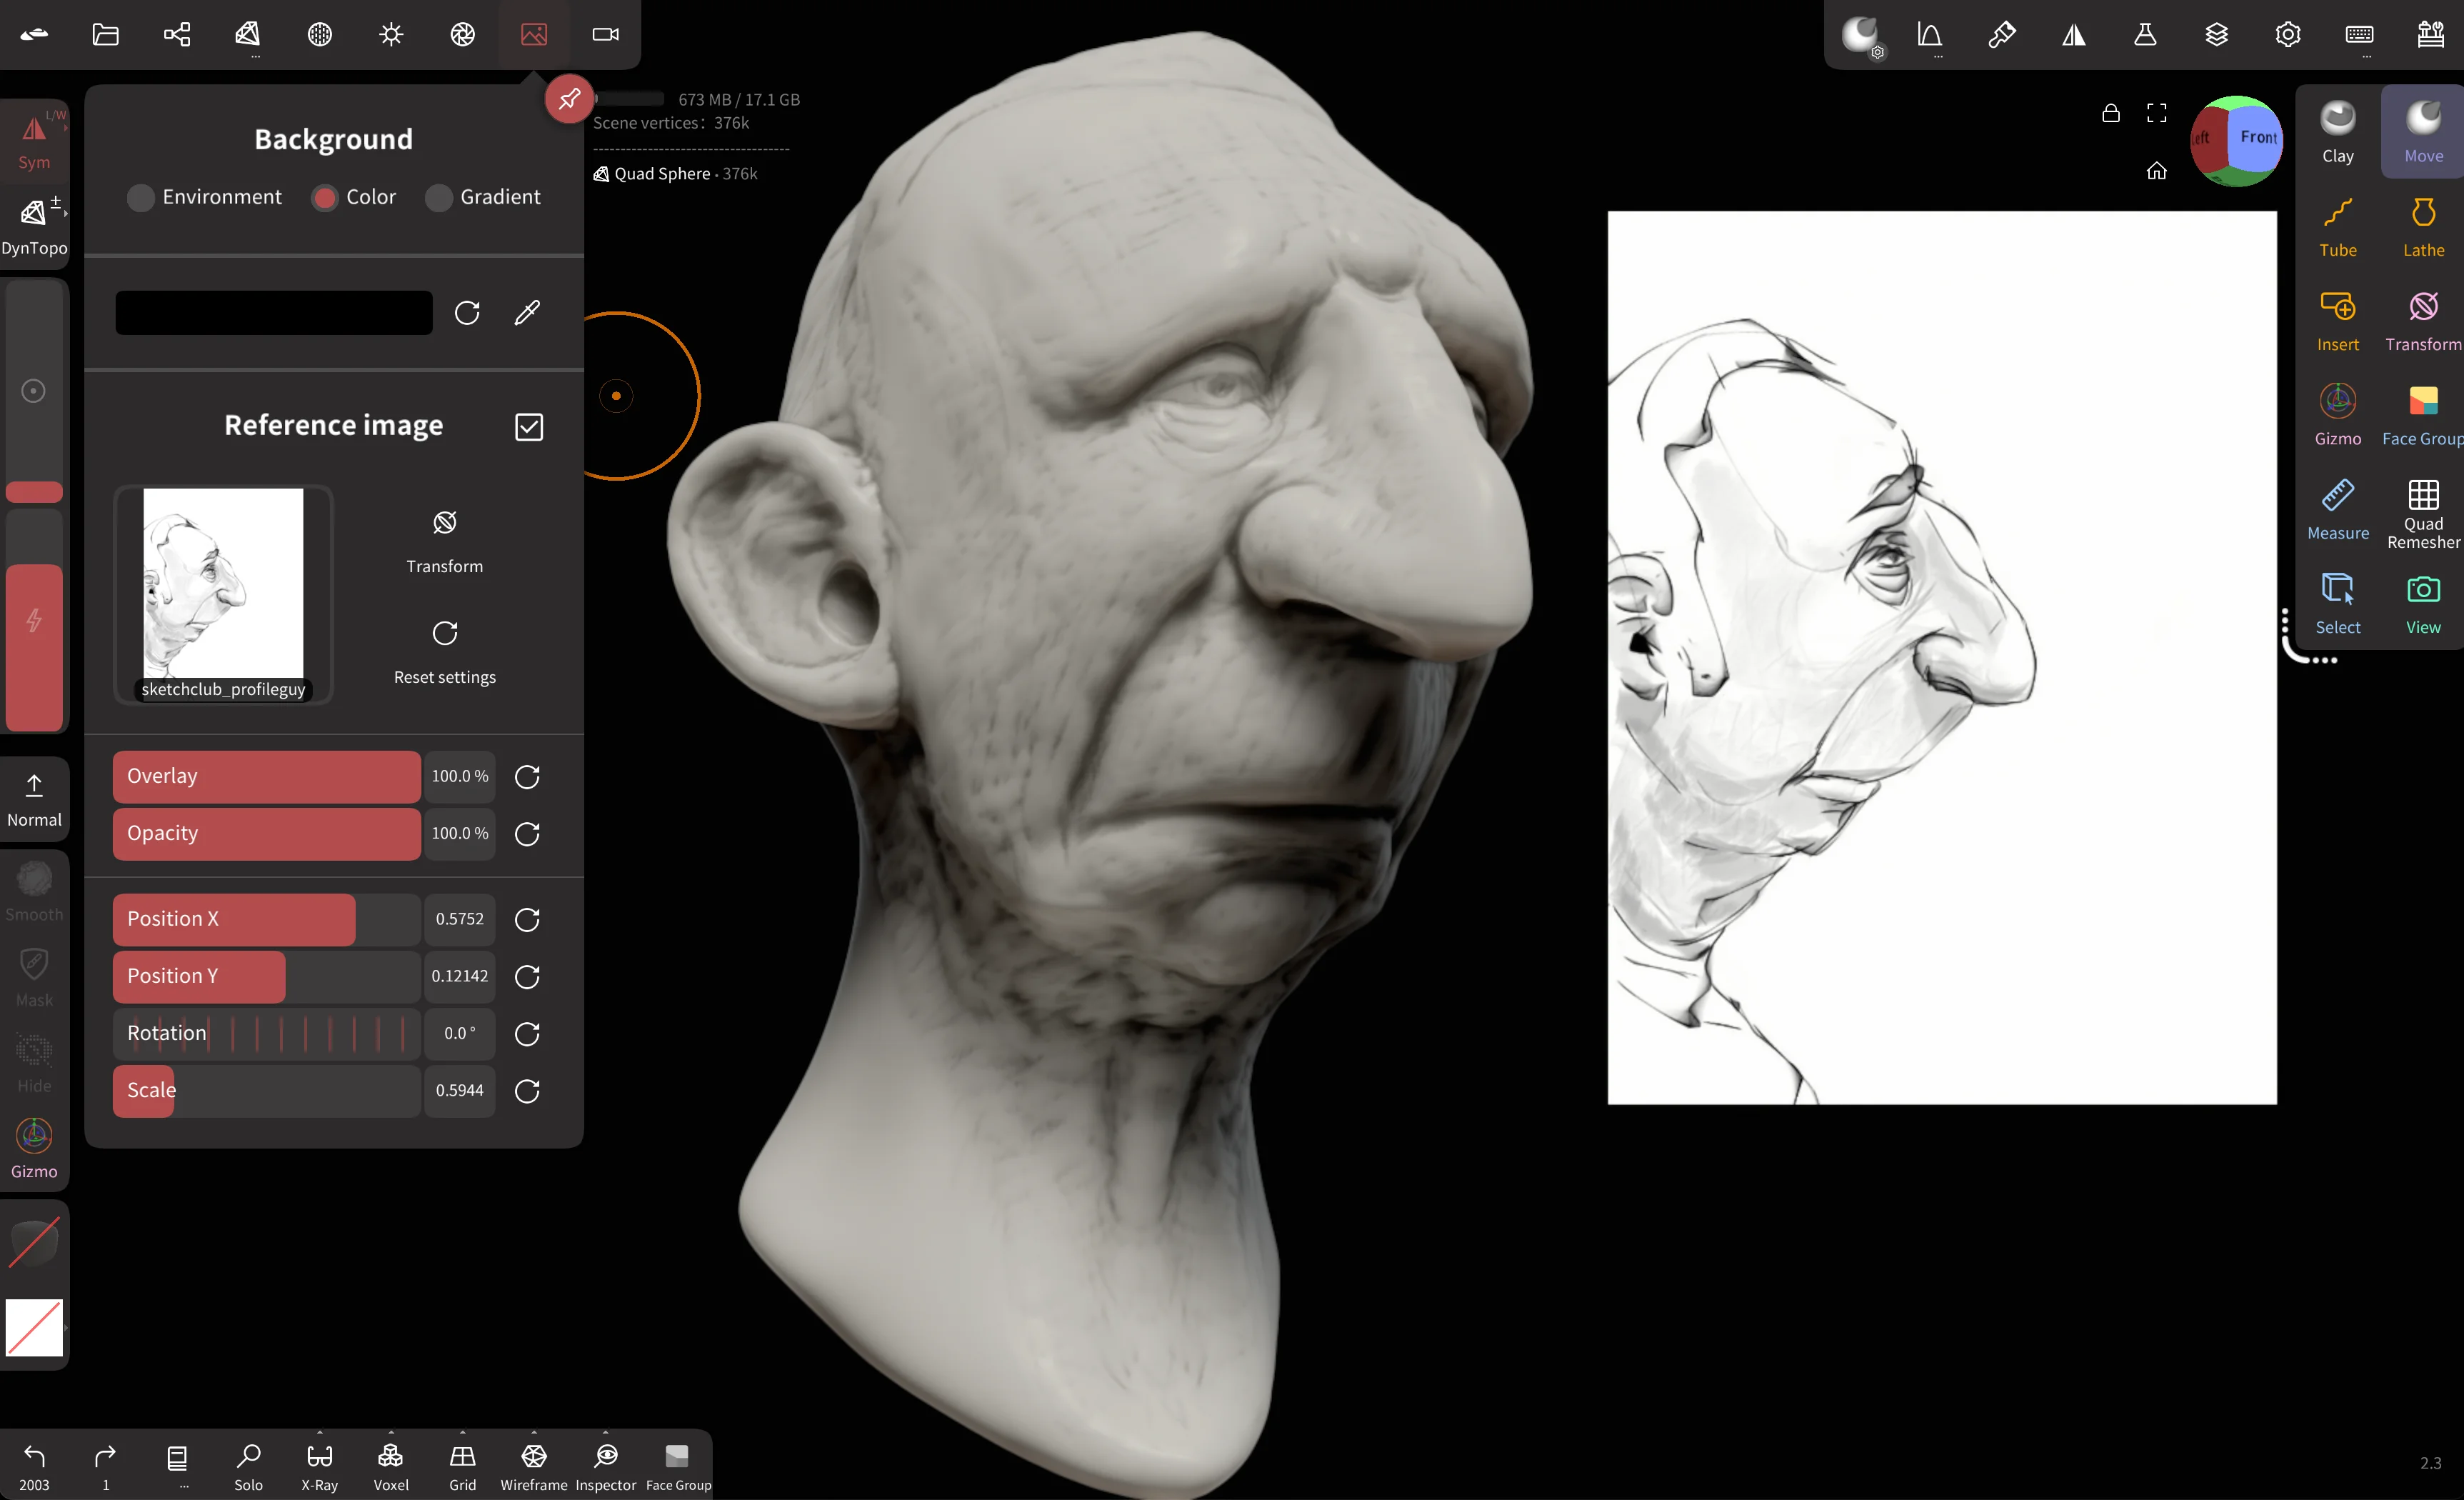 L/W
Sym
DynTopo
Normal
Smooth
Mask
Hide
Gizmo
Background
Environment
Color
Gradient
Reference image
sketchclub_profileguy
Transform
Reset settings
Overlay
100.0 %
Opacity
100.0 %
Position X
0.5752
Position Y
0.12142
Rotation
0.0 °
Scale
0.5944
673 MB / 17.1 GB
Scene vertices: 376k
Quad Sphere • 376k
Front
Clay
Move
Tube
Lathe
Insert
Transform
Gizmo
Face Group
Measure
Quad
Remesher
Select
View
2003
1
...
Solo
X-Ray
Voxel
Grid
Wireframe
Inspector
Face Group
2.3